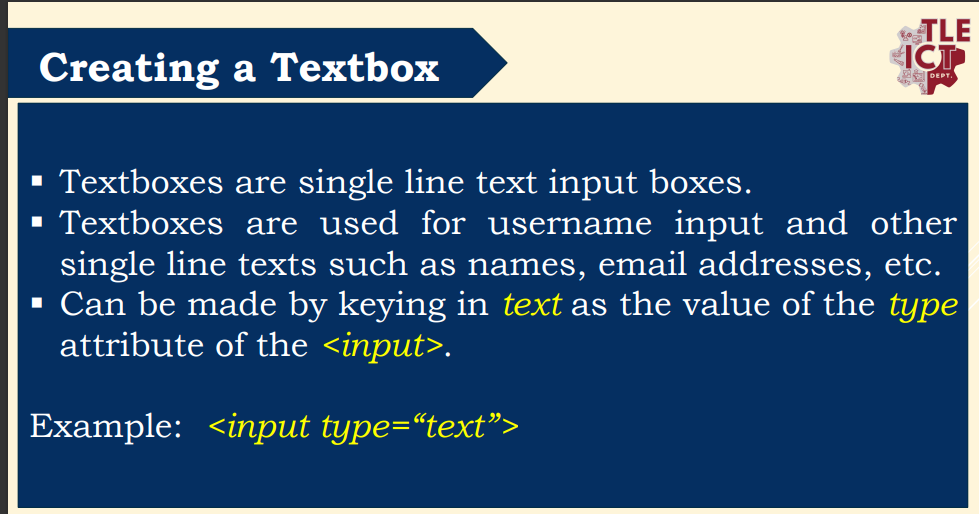 Creating a Textbox
TLE
ICT
DEPT.
▪ Textboxes are single line text input boxes.
▪ Textboxes are used for username input and other
single line texts such as names, email addresses, etc.
▪ Can be made by keying in text as the value of the type
attribute of the <input>.
Example: <input type=“text”>